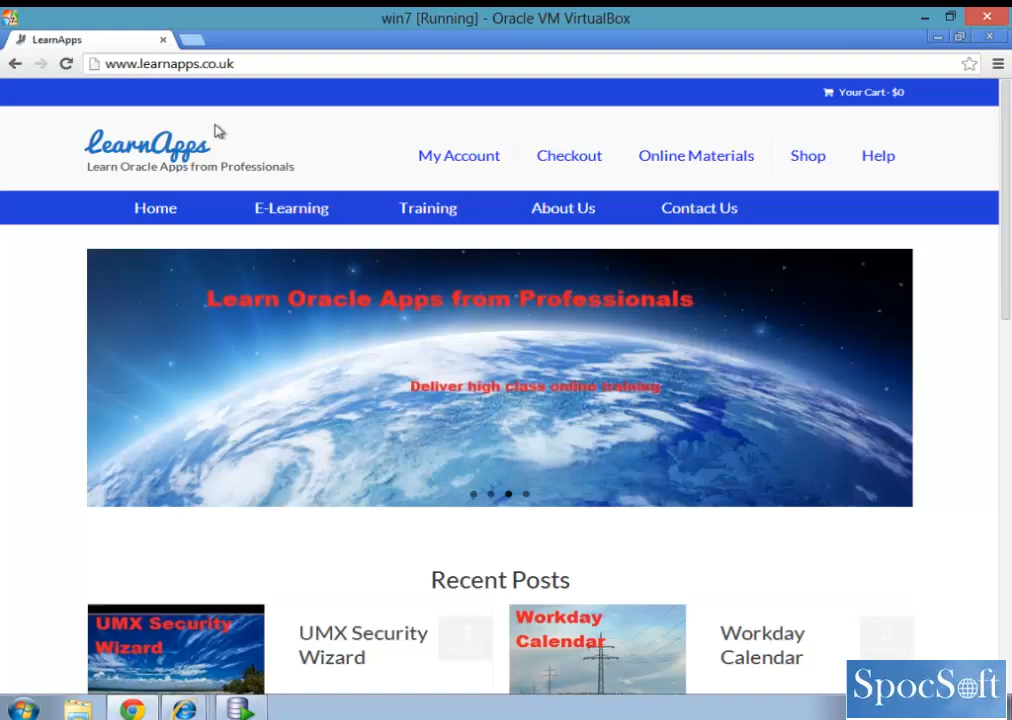 win7 [Running] - Oracle VM VirtualBox
LearnApps
www.learnapps.co.uk
Your Cart - $0
LearnApps
Learn Oracle Apps from Professionals
My Account
Checkout
Online Materials
Shop
Help
Home
E-Learning
Training
About Us
Contact Us
Learn Oracle Apps from Professionals
Deliver high class online training
Recent Posts
UMX Security
Wizard
UMX Security
Wizard
Workday
Calendar
Workday
Calendar
SpocSoft